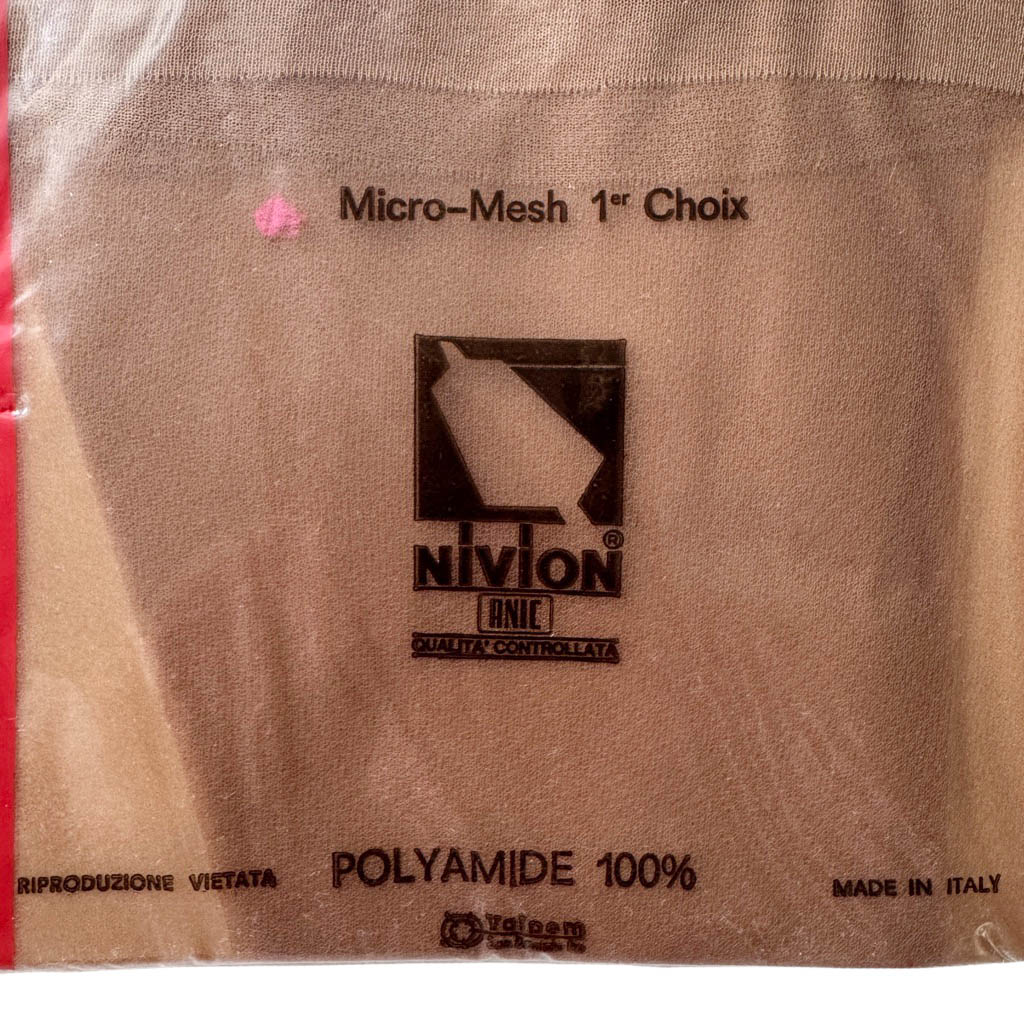 Micro-Mesh 1er Choix
NIVION ®
ANIC
QUALITA' CONTROLLATA
POLYAMIDE 100%
RIPRODUZIONE VIETATA
MADE IN ITALY